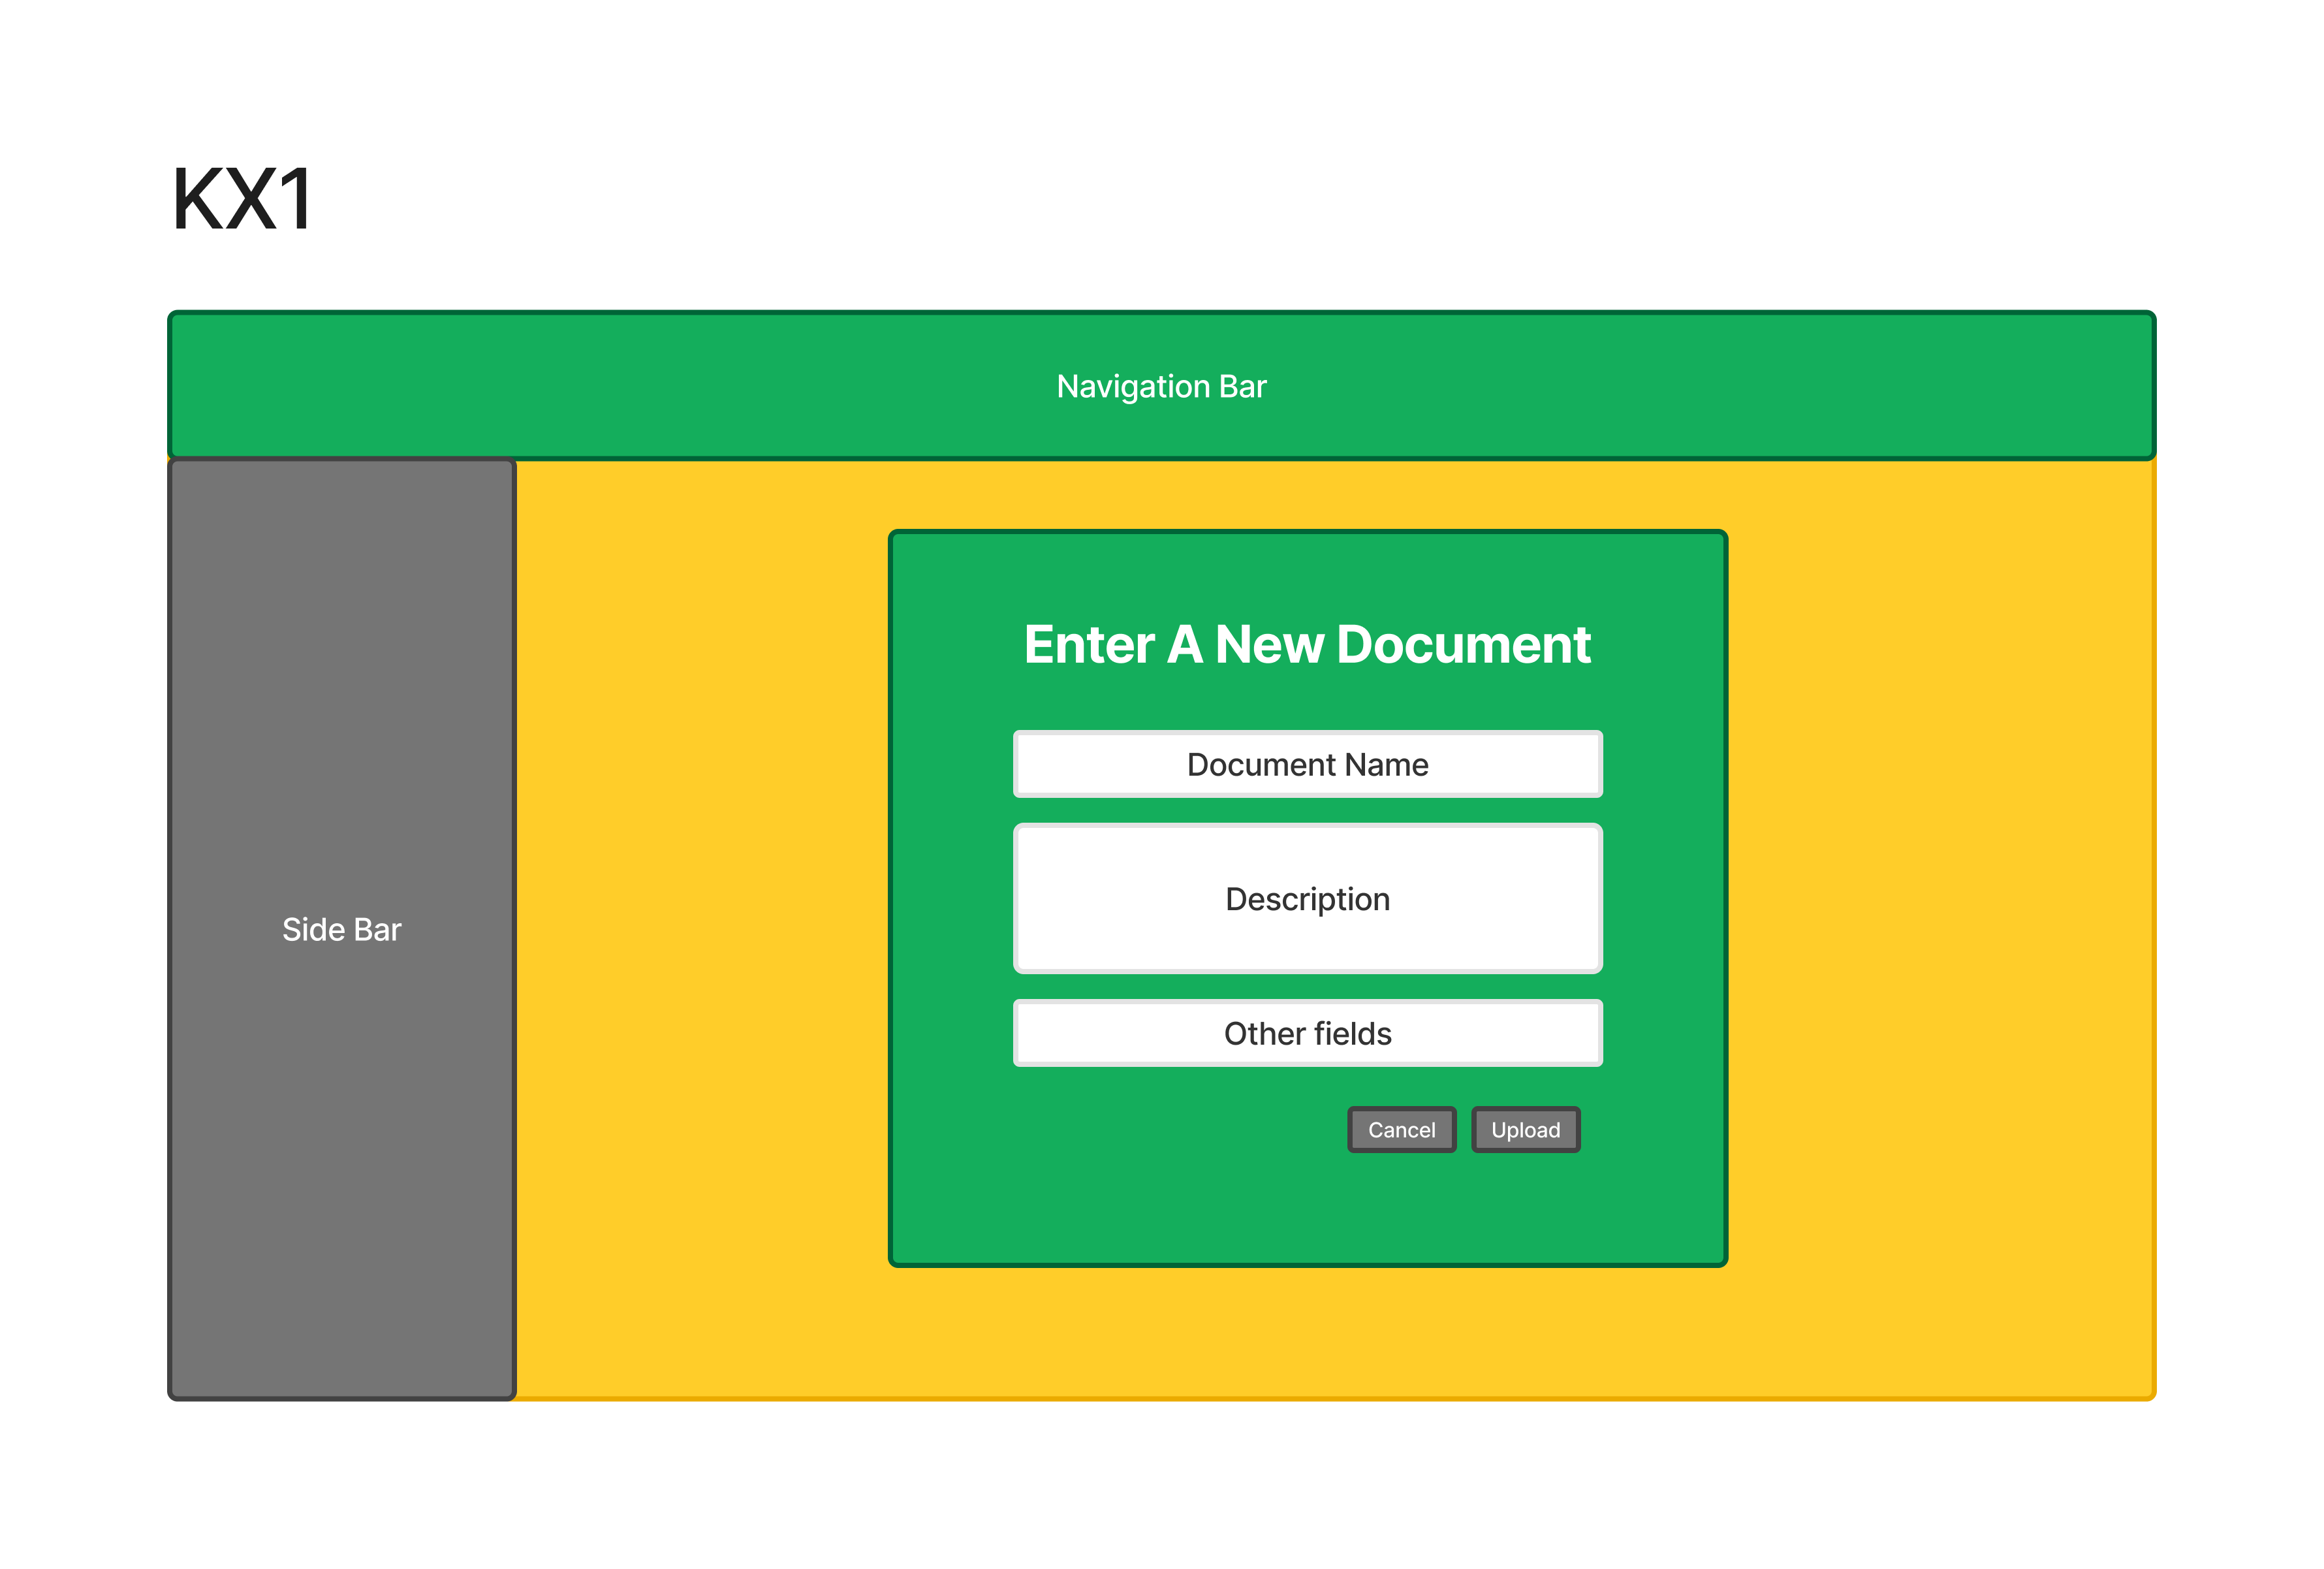 KX1
Navigation Bar
Side Bar
Enter A New Document
Document Name
Description
Other fields
Cancel
Upload